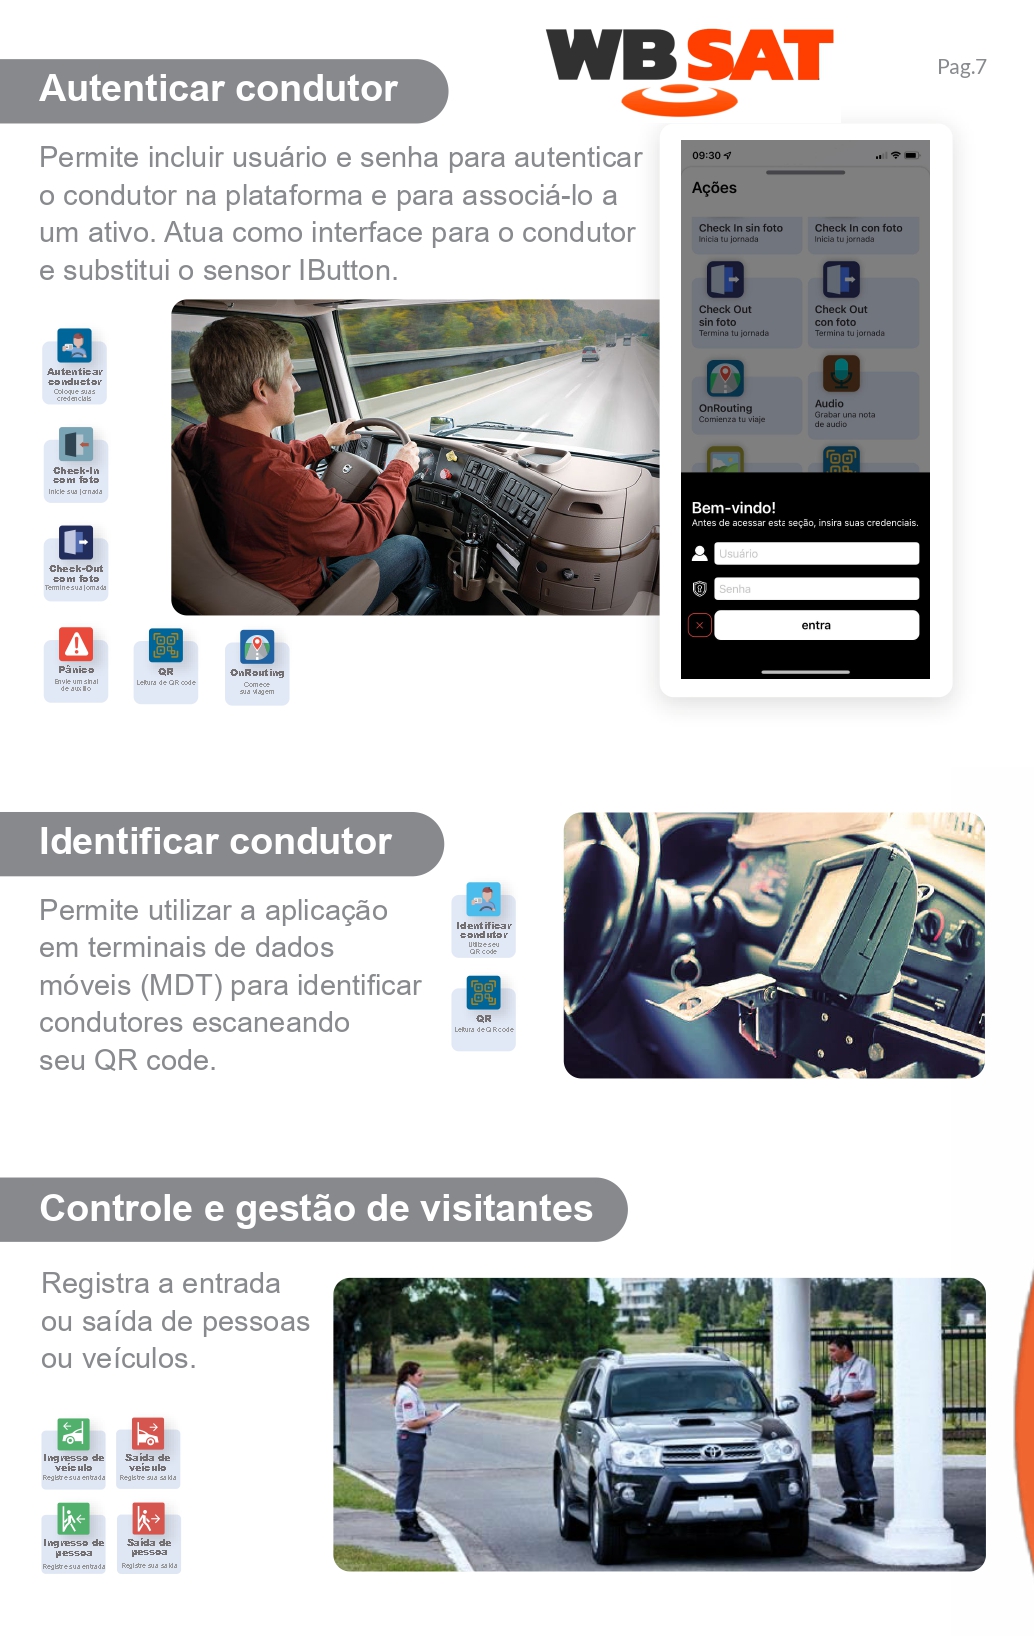 WBSAT
Pag.7
Autenticar condutor
Permite incluir usuário e senha para autenticar
o condutor na plataforma e para associá-lo a
um ativo. Atua como interface para o condutor
e substitui o sensor IButton.
Autenticar
conductor
Coloque suas
credenciais
Check-In
com foto
Inicie sua jornada
Check-Out
com foto
Termine sua jornada
Pânico
Envie um sinal
de auxílio
QR
Leitura de QR code
OnRouting
Comece
sua viagem
09:30
Ações
Check In sin foto
Inicia tu jornada
Check In con foto
Inicia tu jornada
Check Out
sin foto
Termina tu jornada
Check Out
con foto
Termina tu jornada
OnRouting
Comienza tu viaje
Audio
Grabar una nota
de audio
Bem-vindo!
Antes de acessar esta seção, insira suas credenciais.
Usuário
Senha
entra
Identificar condutor
Permite utilizar a aplicação
em terminais de dados
móveis (MDT) para identificar
condutores escaneando
seu QR code.
Identificar
condutor
Utilize seu
QR code
QR
Leitura de QR code
Controle e gestão de visitantes
Registra a entrada
ou saída de pessoas
ou veículos.
Ingresso de
veículo
Registre sua entrada
Saída de
veículo
Registre sua saída
Ingresso de
pessoa
Registre sua entrada
Saída de
pessoa
Registre sua saída